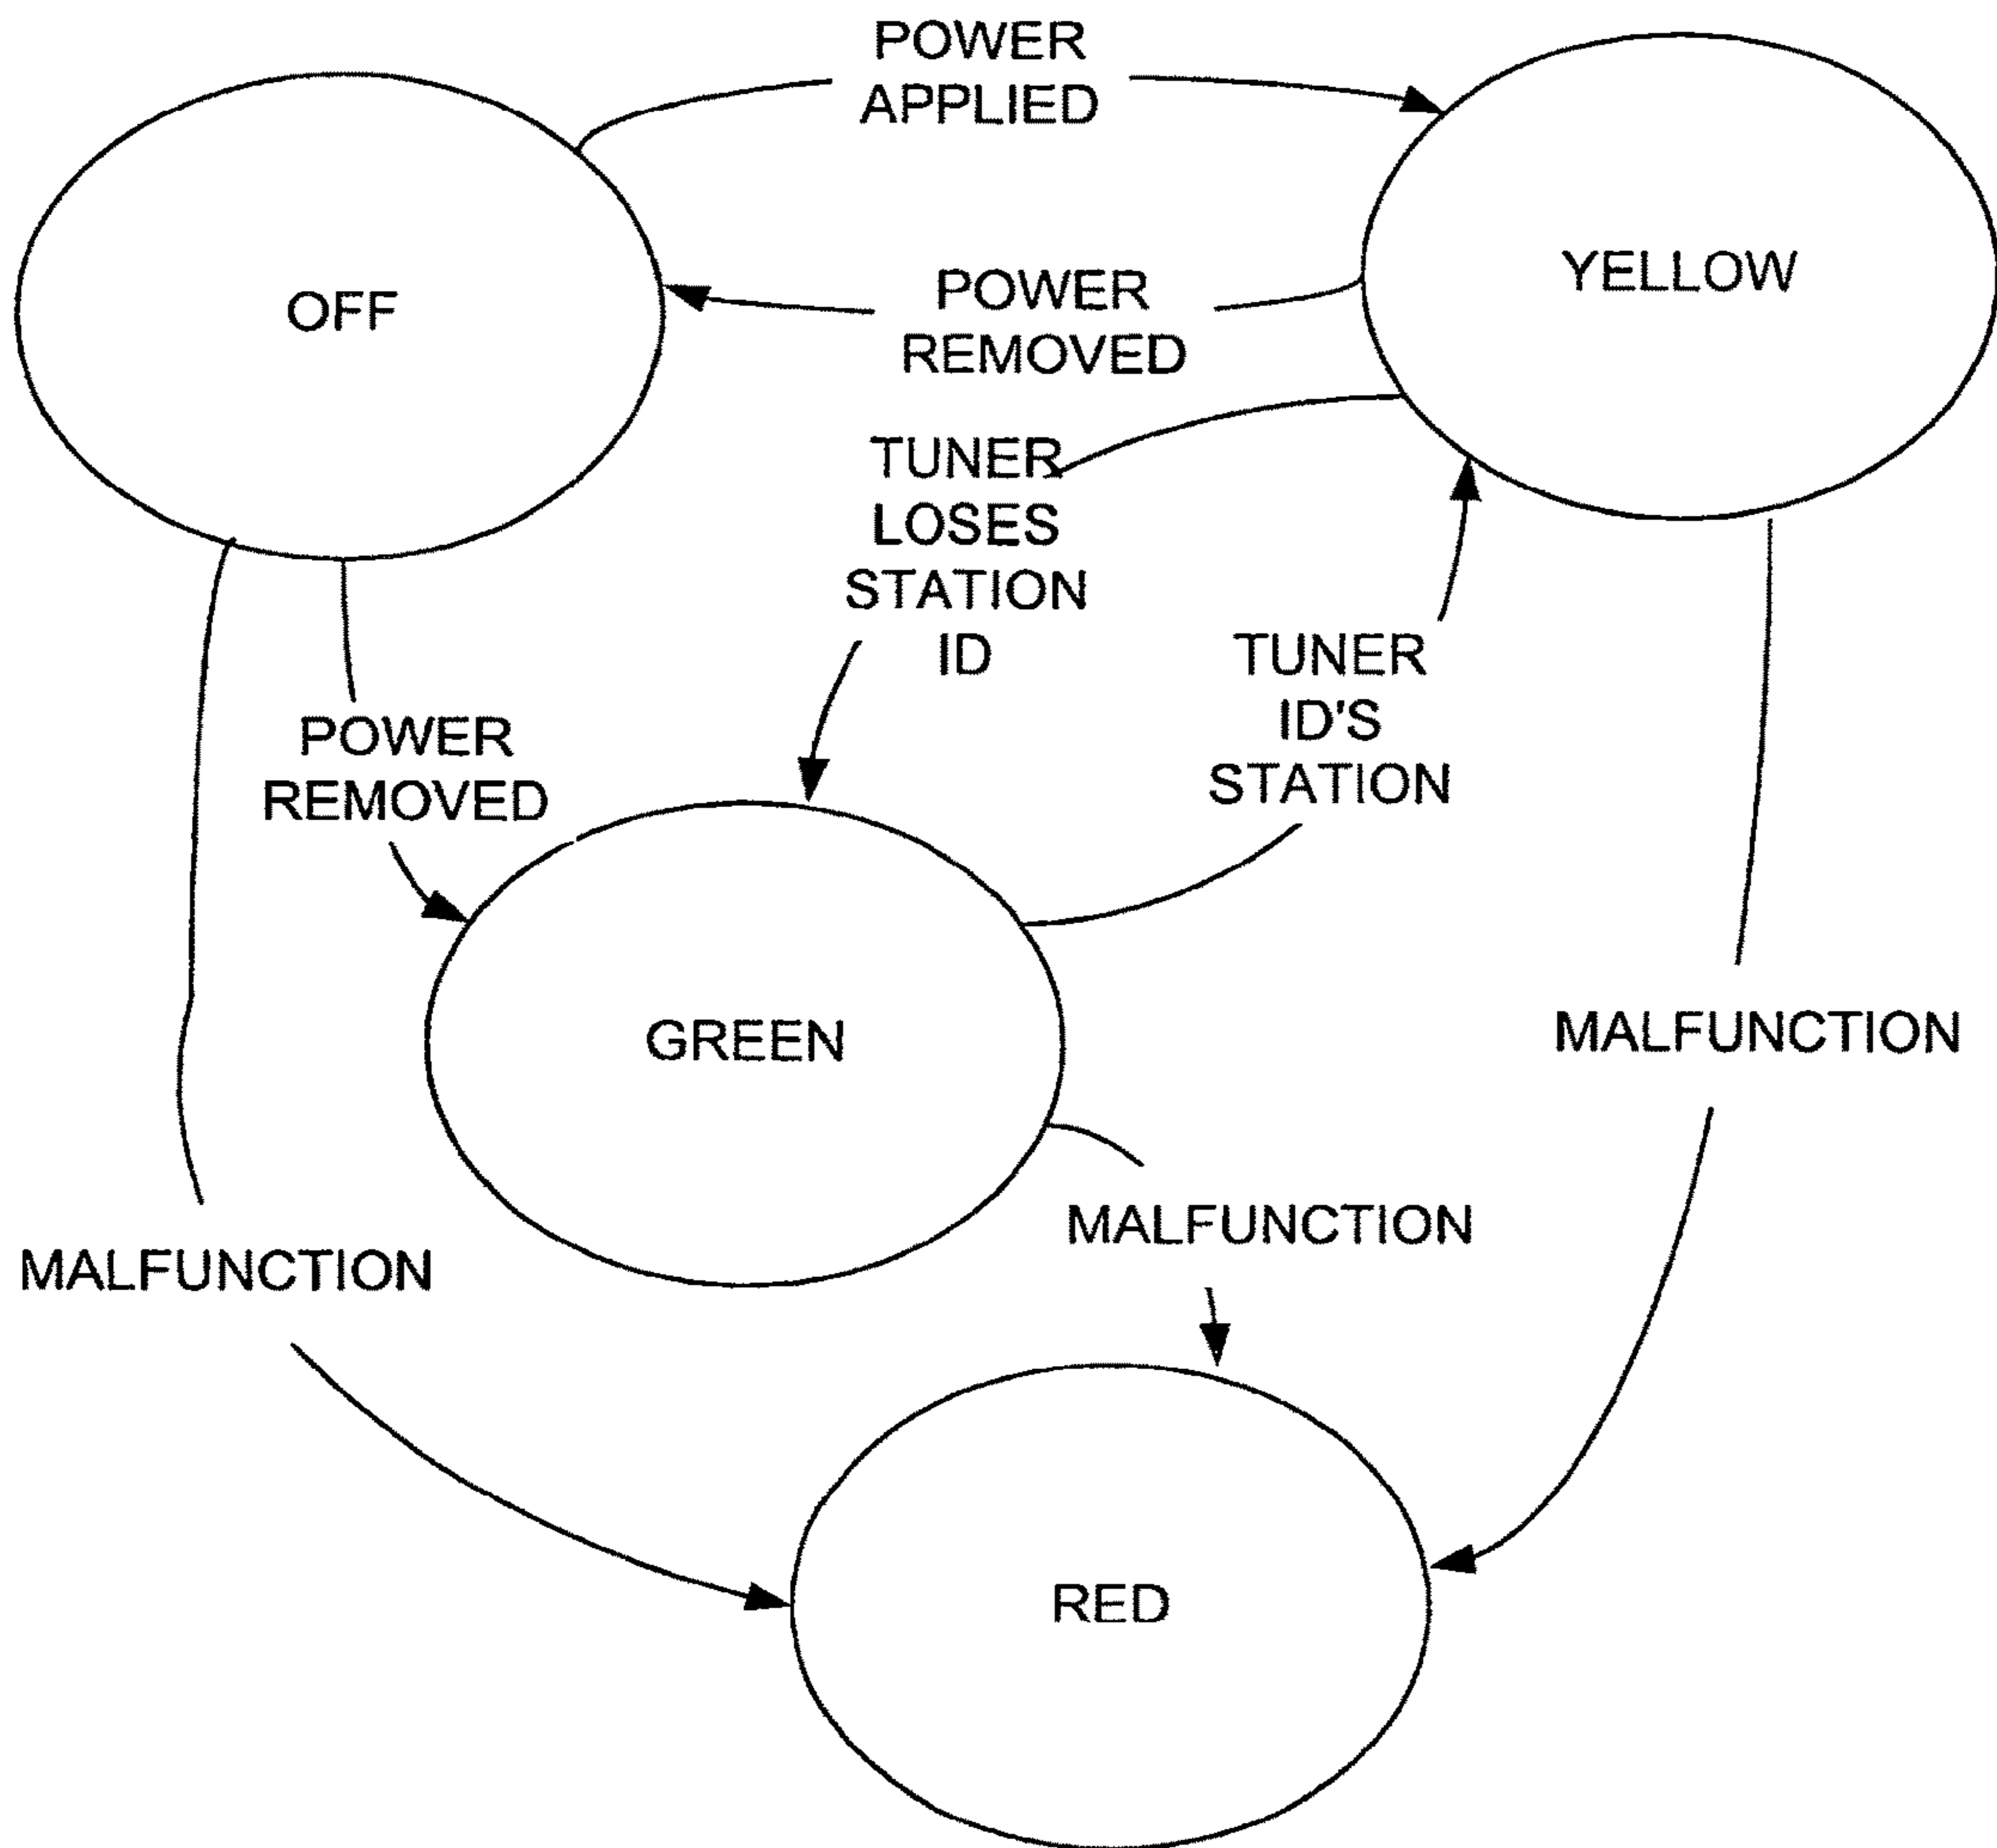 POWER
APPLIED
OFF
YELLOW
POWER
REMOVED
TUNER
LOSES
STATION
ID
TUNER
ID'S
STATION
POWER
REMOVED
GREEN
MALFUNCTION
MALFUNCTION
MALFUNCTION
RED